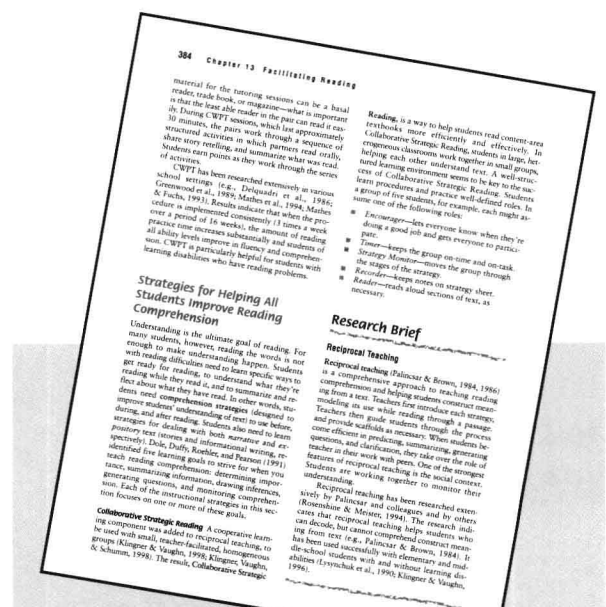 384 Chapter 13 Facilitating Reading
material for the tutoring sessions can be a basal
reader, trade book, or magazine—what is important
is that the least able reader in the pair can read it eas-
ily. During CWPT sessions, which last approximately
30 minutes, the pairs work through a sequence of
structured activities in which partners read orally,
share story retelling, and summarize what was read.
Students earn points as they work through the series
of activities.
CWPT has been researched extensively in various
school settings (e.g., Delquadri et al., 1986;
Greenwood et al., 1989; Mathes et al., 1994; Mathes
& Fuchs, 1993). Results indicate that when the pro-
cedure is implemented consistently (3 times a week
over a period of 16 weeks), the amount of reading
practice time increases substantially and students of
all ability levels improve in fluency and comprehen-
sion. CWPT is particularly helpful for students with
learning disabilities who have reading problems.
Strategies for Helping All
Students Improve Reading
Comprehension
Understanding is the ultimate goal of reading. For
many students, however, reading the words is not
enough to make understanding happen. Students
with reading difficulties need to learn specific ways to
get ready for reading, to understand what they're
reading while they read it, and to summarize and re-
flect about what they have read. In other words, stu-
dents need comprehension strategies (designed to
improve students' understanding of text) to use before,
during, and after reading. Students also need to learn
strategies for dealing with both narrative and ex-
pository text (stories and informational writing, re-
spectively). Dole, Duffy, Roehler, and Pearson (1991)
identified five learning goals to strive for when you
teach reading comprehension: determining impor-
tance, summarizing information, drawing inferences,
generating questions, and monitoring comprehen-
sion. Each of the instructional strategies in this sec-
tion focuses on one or more of these goals.
Collaborative Strategic Reading A cooperative learn-
ing component was added to reciprocal teaching, to
be used with small, teacher-facilitated, homogeneous
groups (Klingner & Vaughn, 1998; Klingner, Vaughn,
& Schumm, 1998). The result, Collaborative Strategic
Reading, is a way to help students read content-area
textbooks more efficiently and effectively. In
Collaborative Strategic Reading, students in large, het-
erogeneous classrooms work together in small groups,
helping each other understand text. A well-struc-
tured learning environment seems to be key to the suc-
cess of Collaborative Strategic Reading. Students
learn procedures and practice well-defined roles. In
a group of five students, for example, each might as-
sume one of the following roles:
■ Encourager—lets everyone know when they're
doing a good job and gets everyone to partici-
pate.
■ Timer—keeps the group on-time and on-task.
■ Strategy Monitor—moves the group through
the stages of the strategy.
■ Recorder—keeps notes on strategy sheet.
■ Reader—reads aloud sections of text, as
necessary.
Research Brief
Reciprocal Teaching
Reciprocal teaching (Palincsar & Brown, 1984, 1986)
is a comprehensive approach to teaching reading
comprehension and helping students construct mean-
ing from a text. Teachers first introduce each strategy,
modeling its use while reading through a passage.
Teachers then guide students through the process
and provide scaffolds as necessary. When students be-
come efficient in predicting, summarizing, generating
questions, and clarifying, they take over the role of
teacher in their work with peers. One of the strongest
features of reciprocal teaching is the social context.
Students are working together to monitor their
understanding.
Reciprocal teaching has been researched exten-
sively by Palincsar and colleagues and by others
(Rosenshine & Meister, 1994). The research indi-
cates that reciprocal teaching helps students who
can decode, but cannot comprehend construct mean-
ing from text (e.g., Palincsar & Brown, 1984). It
has been used successfully with elementary and mid-
dle-school students with and without learning dis-
abilities (Lysynchuk et al., 1990; Klingner & Vaughn,
1996).